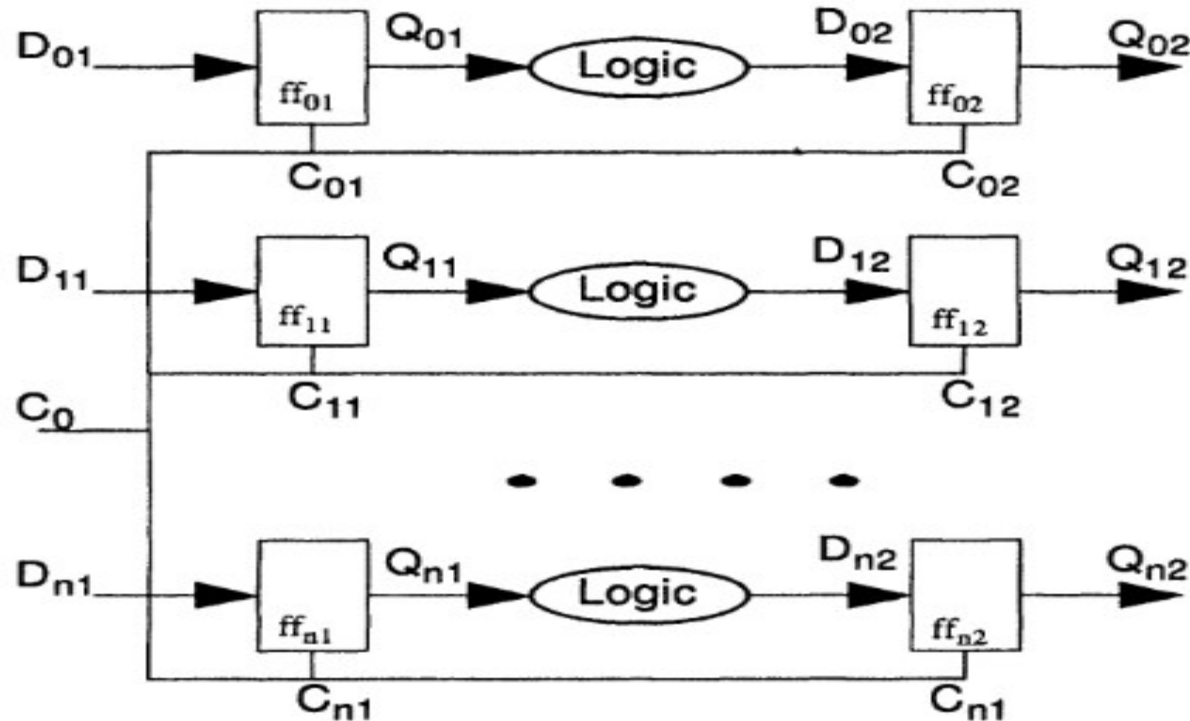 D01 Q01 Logic D02 Q02
ff01 ff02
C01 C02
D11 Q11 Logic D12 Q12
ff11 ff12
C11 C12
C0
Dn1 Qn1 Logic Dn2 Qn2
ffn1 ffn2
Cn1 Cn1